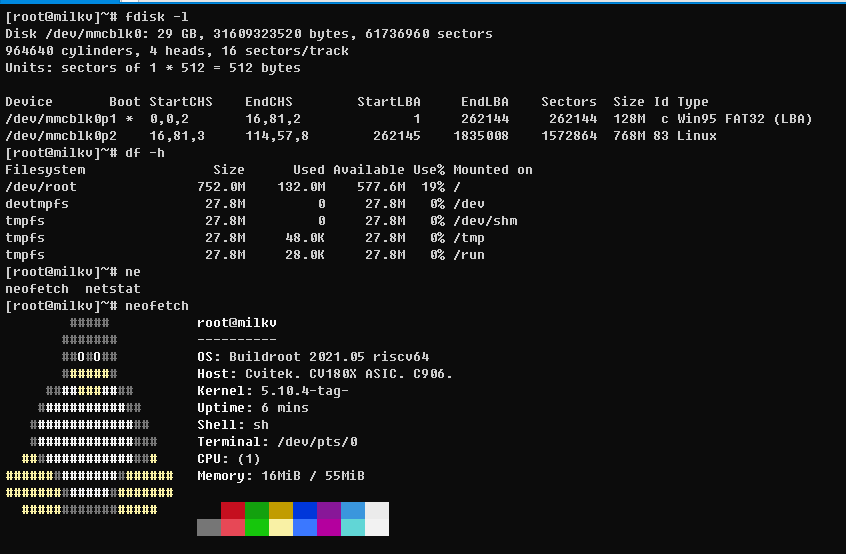 [root@milkv]~# fdisk -l
Disk /dev/mmcblk0: 29 GB, 31609323520 bytes, 61736960 sectors
964640 cylinders, 4 heads, 16 sectors/track
Units: sectors of 1 * 512 = 512 bytes

Device       Boot StartCHS    EndCHS        StartLBA     EndLBA    Sectors  Size Id Type
/dev/mmcblk0p1 *  0,0,2       16,81,2              1     262144     262144  128M  c Win95 FAT32 (LBA)
/dev/mmcblk0p2    16,81,3     114,57,8        262145    1835008    1572864  768M 83 Linux
[root@milkv]~# df -h
Filesystem                Size      Used Available Use% Mounted on
/dev/root               752.0M    132.0M    577.6M  19% /
devtmpfs                 27.8M         0     27.8M   0% /dev
tmpfs                    27.8M         0     27.8M   0% /dev/shm
tmpfs                    27.8M     48.0K     27.8M   0% /tmp
tmpfs                    27.8M     28.0K     27.8M   0% /run
[root@milkv]~# ne
neofetch  netstat
[root@milkv]~# neofetch
        #####           root@milkv
       #######          ----------
       ##O#O##          OS: Buildroot 2021.05 riscv64
       #######          Host: Cvitek. CV180X ASIC. C906.
     ###########        Kernel: 5.10.4-tag-
    #############       Uptime: 6 mins
   ###############      Shell: sh
   ################     Terminal: /dev/pts/0
  #################     CPU: (1)
#####################   Memory: 16MiB / 55MiB
#####################
  #################